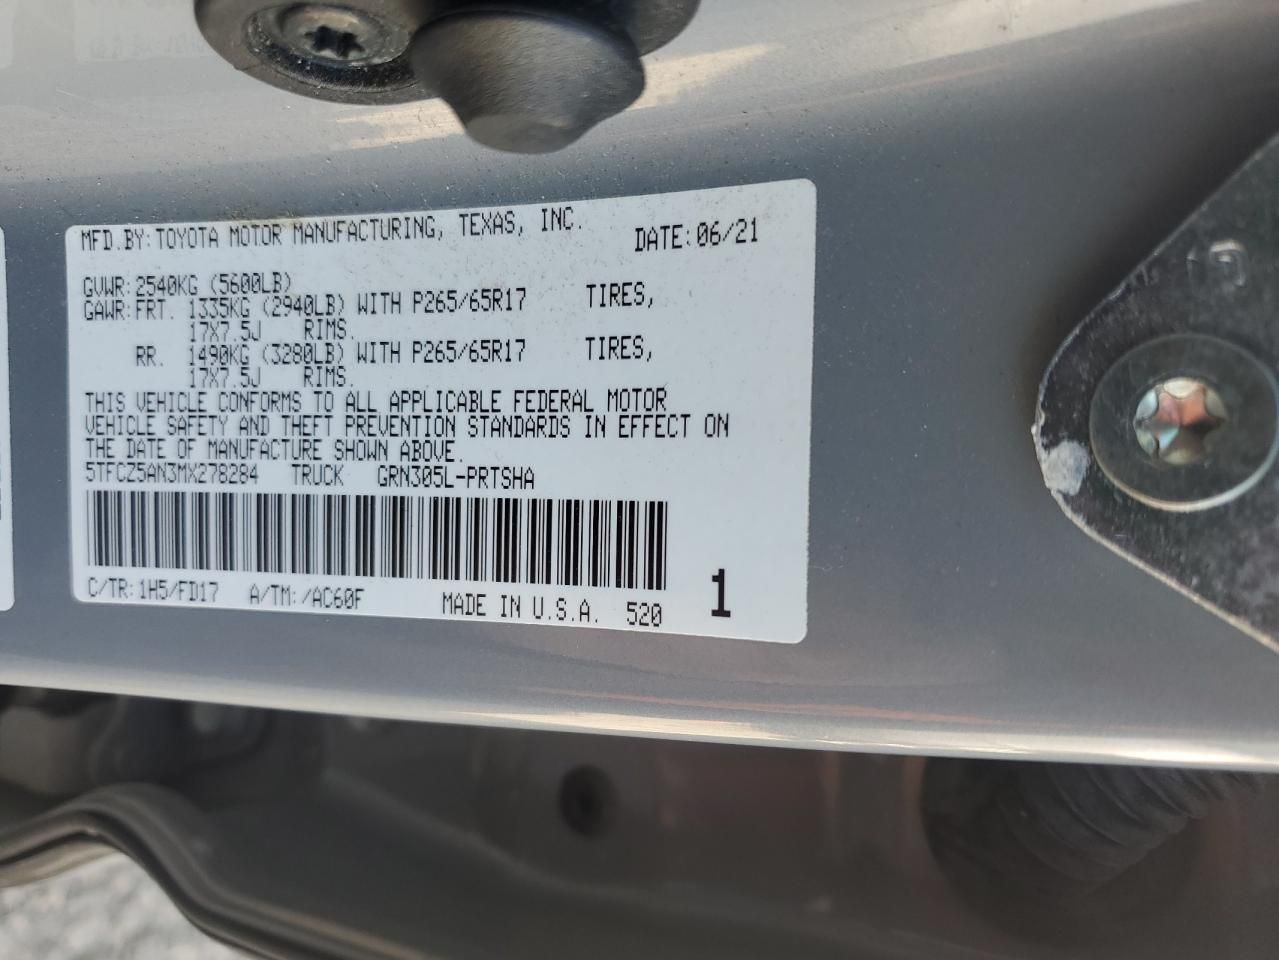 MFD.BY: TOYOTA MOTOR MANUFACTURING, TEXAS, INC. DATE: 06/21
GVWR: 2540KG (5600LB)
GAWR: FRT. 1335KG (2940LB) WITH P265/65R17 TIRES,
17X7.5J RIMS.
RR. 1490KG (3280LB) WITH P265/65R17 TIRES,
17X7.5J RIMS.
THIS VEHICLE CONFORMS TO ALL APPLICABLE FEDERAL MOTOR
VEHICLE SAFETY AND THEFT PREVENTION STANDARDS IN EFFECT ON
THE DATE OF MANUFACTURE SHOWN ABOVE.
5TFCZ5AN3MX278284 TRUCK GRN305L-PRTSHA
C/TR: 1H5/FD17 A/TM: /AC60F MADE IN U.S.A. 520 1